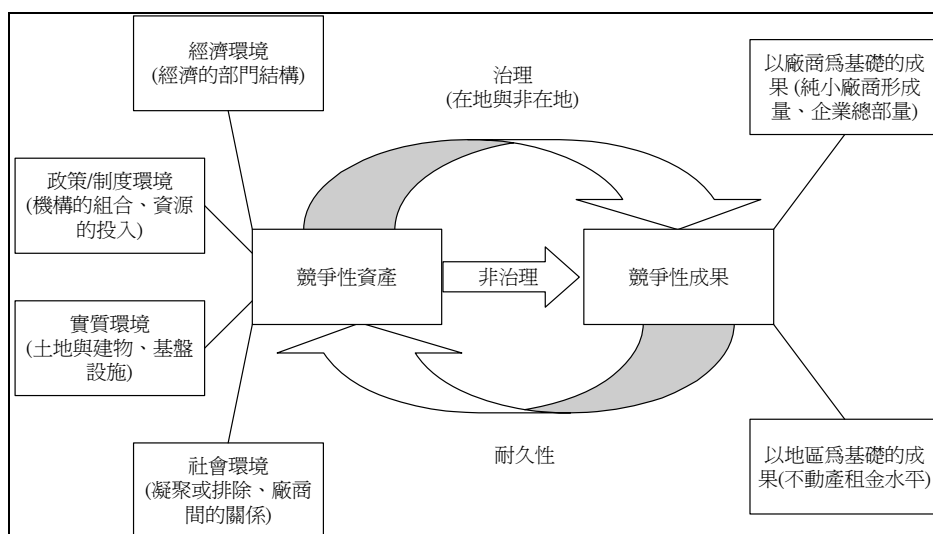 經濟環境
(經濟的部門結構)
政策/制度環境
(機構的組合、資源
的投入)
實質環境
(土地與建物、基盤
設施)
社會環境
(凝聚或排除、廠商
間的關係)
治理
(在地與非在地)
競爭性資產
非治理
競爭性成果
耐久性
以廠商為基礎的成
果 (純小廠商形成
量、企業總部量)
以地區為基礎的成
果(不動產租金水平)